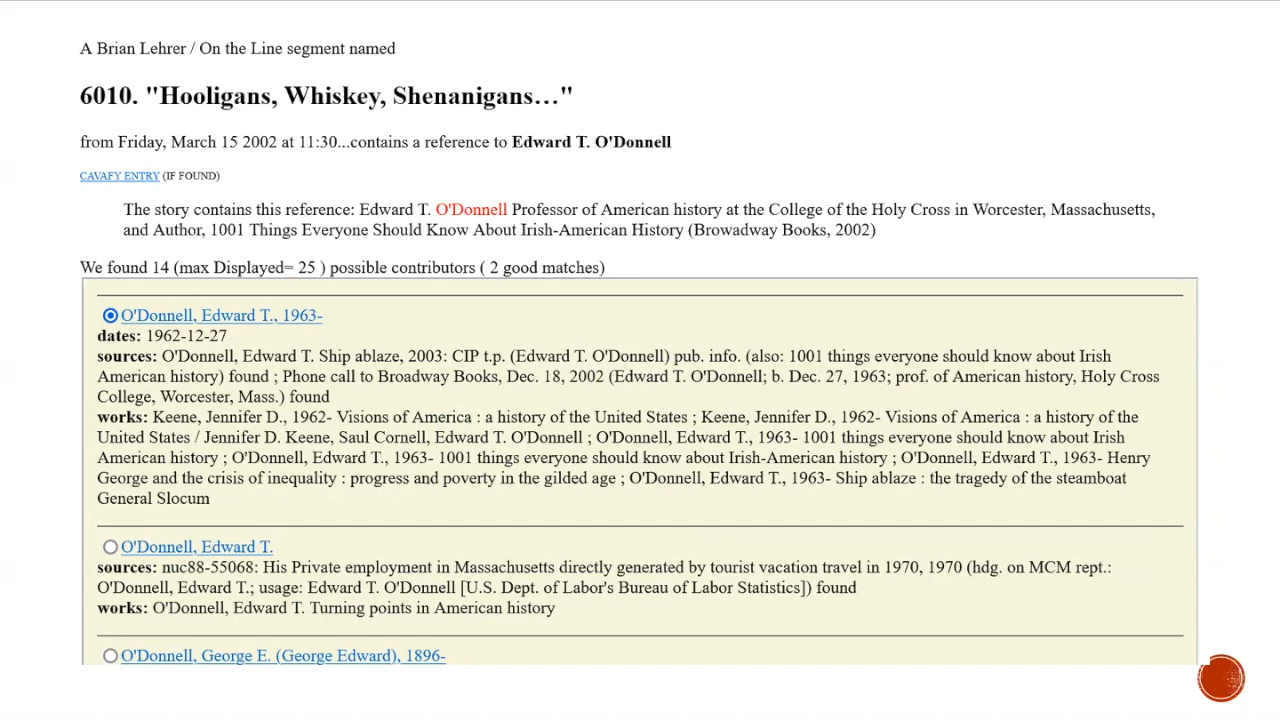 A Brian Lehrer / On the Line segment named
6010. "Hooligans, Whiskey, Shenanigans…"
from Friday, March 15 2002 at 11:30...contains a reference to Edward T. O'Donnell
CAVAFY ENTRY (IF FOUND)
The story contains this reference: Edward T. O'Donnell Professor of American history at the College of the Holy Cross in Worcester, Massachusetts,
and Author, 1001 Things Everyone Should Know About Irish-American History (Browadway Books, 2002)
We found 14 (max Displayed= 25 ) possible contributors ( 2 good matches)
O'Donnell, Edward T., 1963-
dates: 1962-12-27
sources: O'Donnell, Edward T. Ship ablaze, 2003: CIP t.p. (Edward T. O'Donnell) pub. info. (also: 1001 things everyone should know about Irish
American history) found ; Phone call to Broadway Books, Dec. 18, 2002 (Edward T. O'Donnell; b. Dec. 27, 1963; prof. of American history, Holy Cross
College, Worcester, Mass.) found
works: Keene, Jennifer D., 1962- Visions of America : a history of the United States ; Keene, Jennifer D., 1962- Visions of America : a history of the
United States / Jennifer D. Keene, Saul Cornell, Edward T. O'Donnell ; O'Donnell, Edward T., 1963- 1001 things everyone should know about Irish
American history ; O'Donnell, Edward T., 1963- 1001 things everyone should know about Irish-American history ; O'Donnell, Edward T., 1963- Henry
George and the crisis of inequality : progress and poverty in the gilded age ; O'Donnell, Edward T., 1963- Ship ablaze : the tragedy of the steamboat
General Slocum
O'Donnell, Edward T.
sources: nuc88-55068: His Private employment in Massachusetts directly generated by tourist vacation travel in 1970, 1970 (hdg. on MCM rept.:
O'Donnell, Edward T.; usage: Edward T. O'Donnell [U.S. Dept. of Labor's Bureau of Labor Statistics]) found
works: O'Donnell, Edward T. Turning points in American history
O'Donnell, George E. (George Edward), 1896-